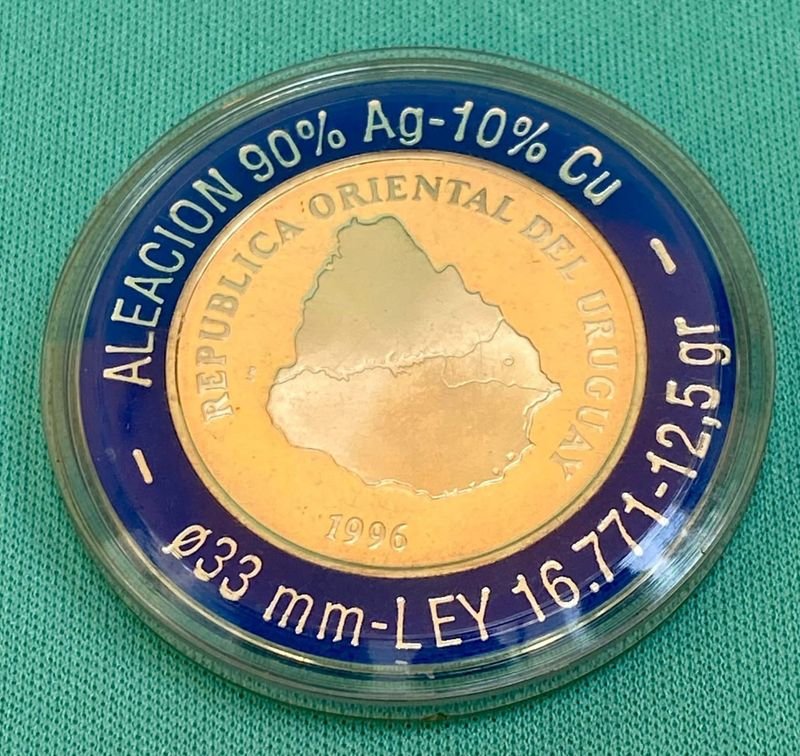 ALEACION 90% Ag-10% Cu
REPUBLICA ORIENTAL DEL URUGUAY
1996
ø33 mm-LEY 16.771-12,5 gr